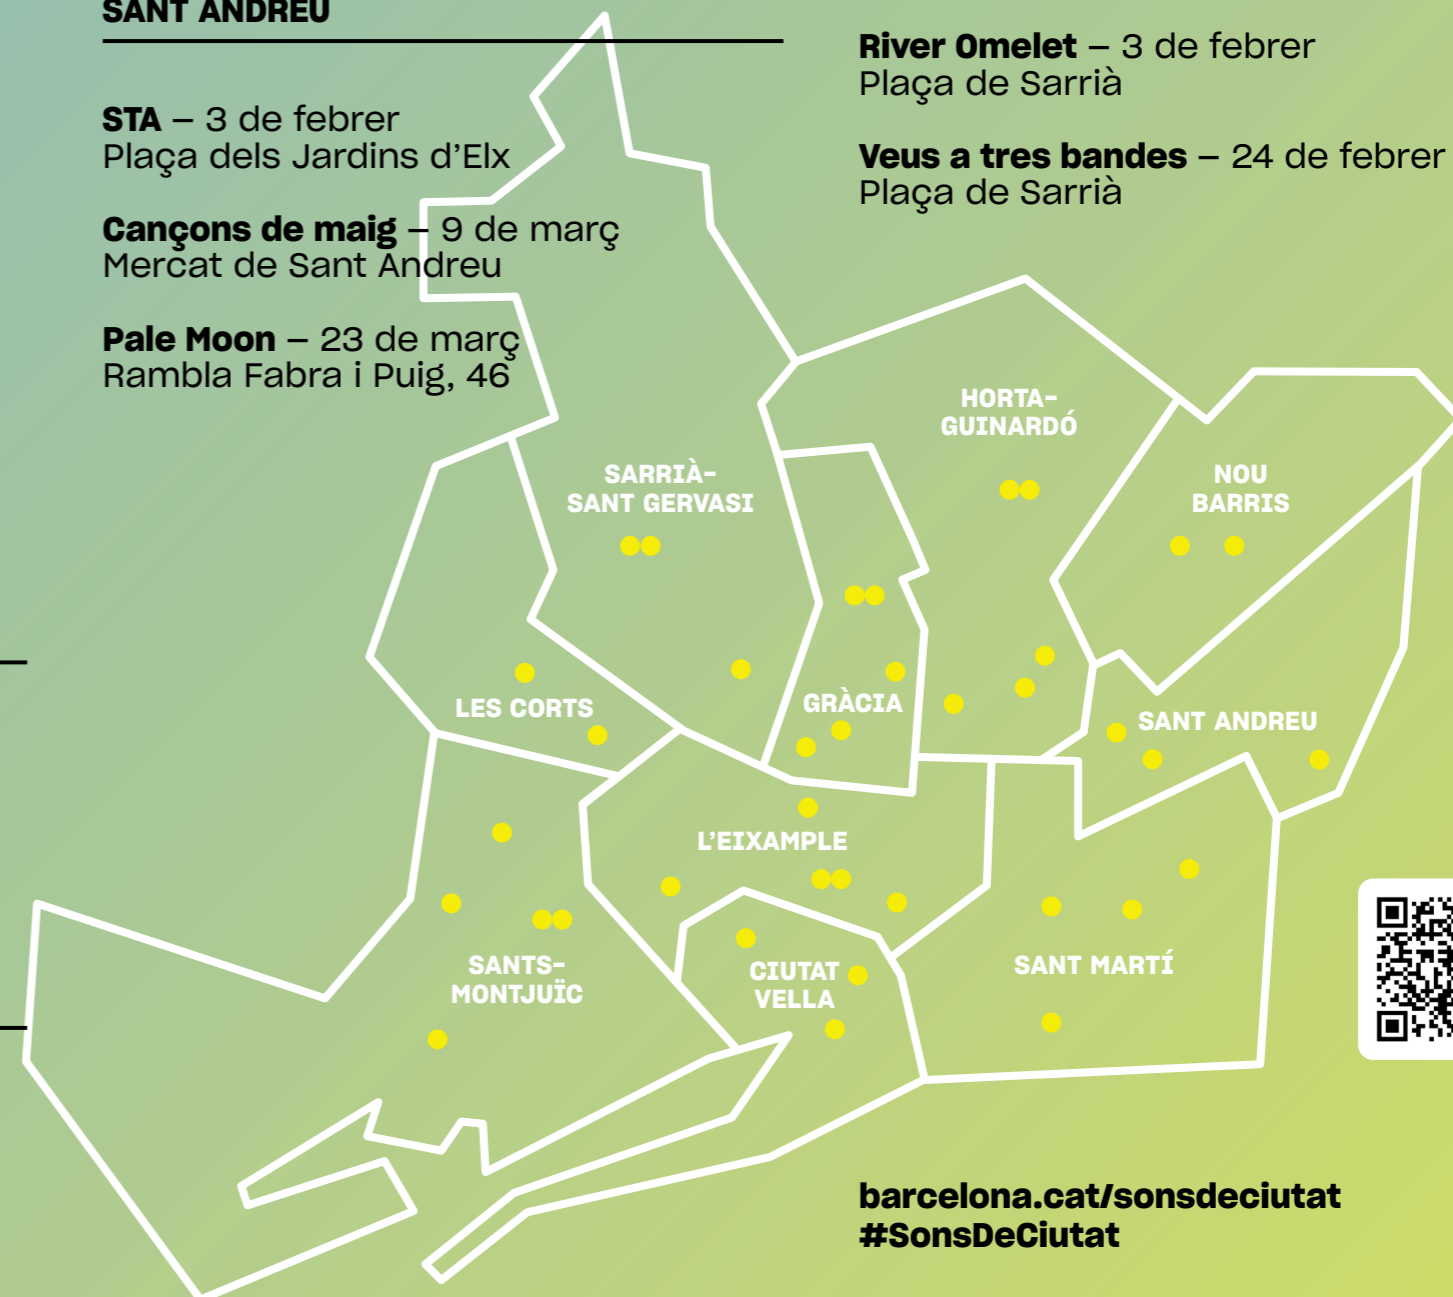 SANT ANDREU
STA – 3 de febrer
Plaça dels Jardins d’Elx
Cançons de maig – 9 de març
Mercat de Sant Andreu
Pale Moon – 23 de març
Rambla Fabra i Puig, 46
River Omelet – 3 de febrer
Plaça de Sarrià
Veus a tres bandes – 24 de febrer
Plaça de Sarrià
HORTA-
GUINARDÓ
SARRIÀ-
SANT GERVASI
NOU
BARRIS
LES CORTS
GRÀCIA
SANT ANDREU
L’EIXAMPLE
SANTS-
MONTJUÏC
CIUTAT
VELLA
SANT MARTÍ
barcelona.cat/sonsdeciutat
#SonsDeCiutat